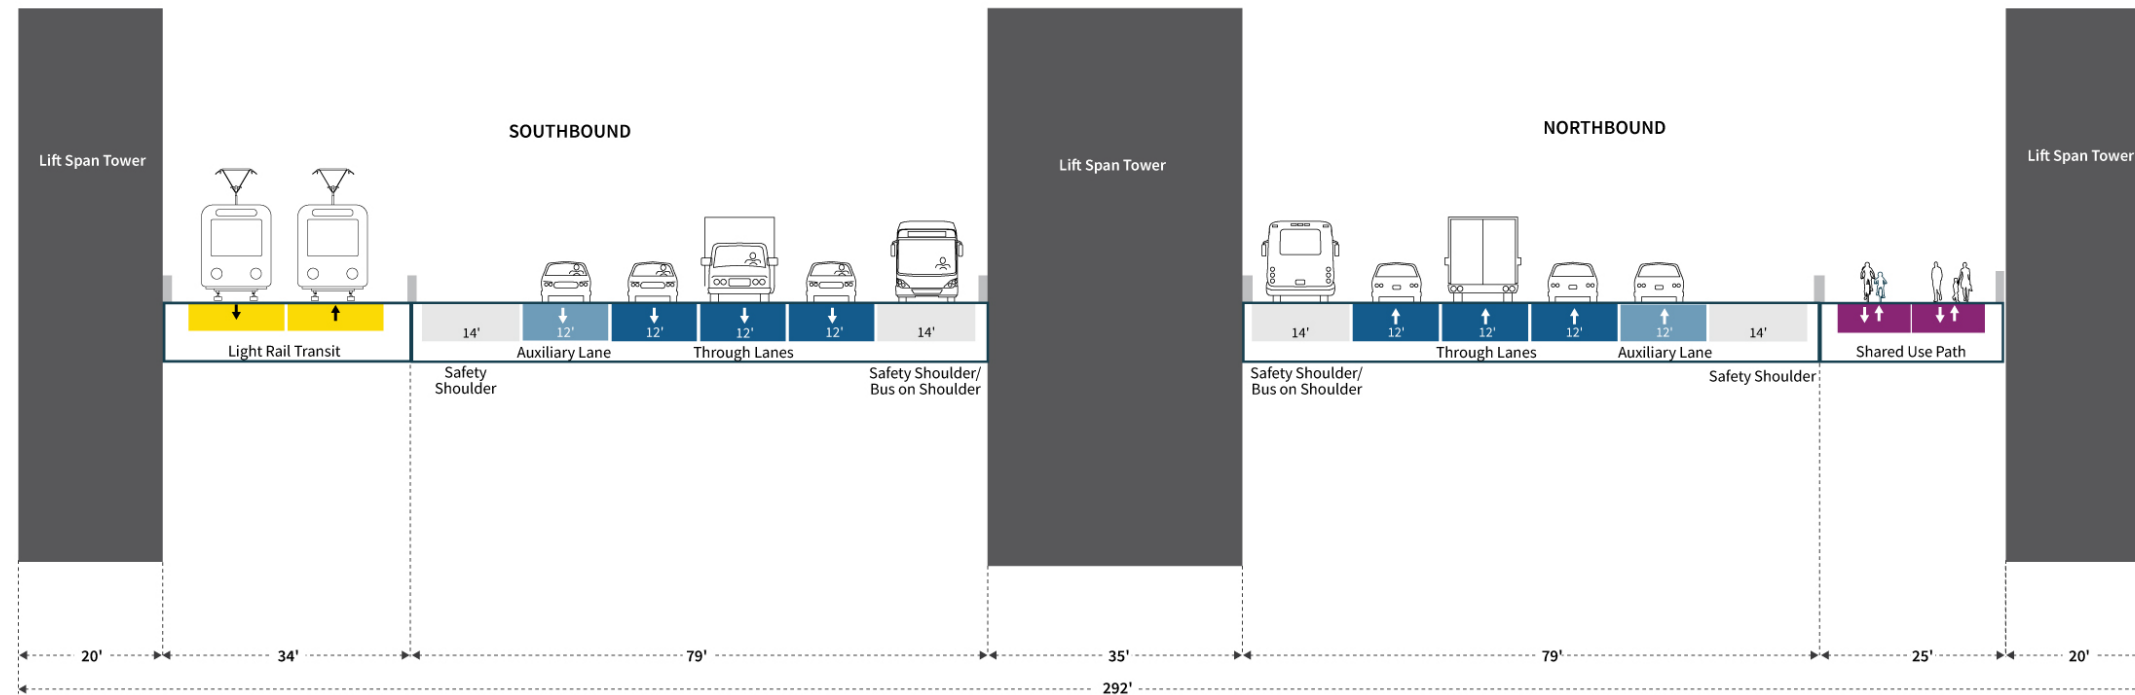 SOUTHBOUND
NORTHBOUND
Lift Span Tower
Lift Span Tower
Lift Span Tower
14'
12'
12'
12'
12'
14'
14'
12'
12'
12'
12'
14'
Light Rail Transit
Auxiliary Lane
Through Lanes
Through Lanes
Auxiliary Lane
Shared Use Path
Safety
Shoulder
Safety Shoulder/
Bus on Shoulder
Safety Shoulder/
Bus on Shoulder
Safety Shoulder
20'
34'
79'
35'
79'
25'
20'
292'